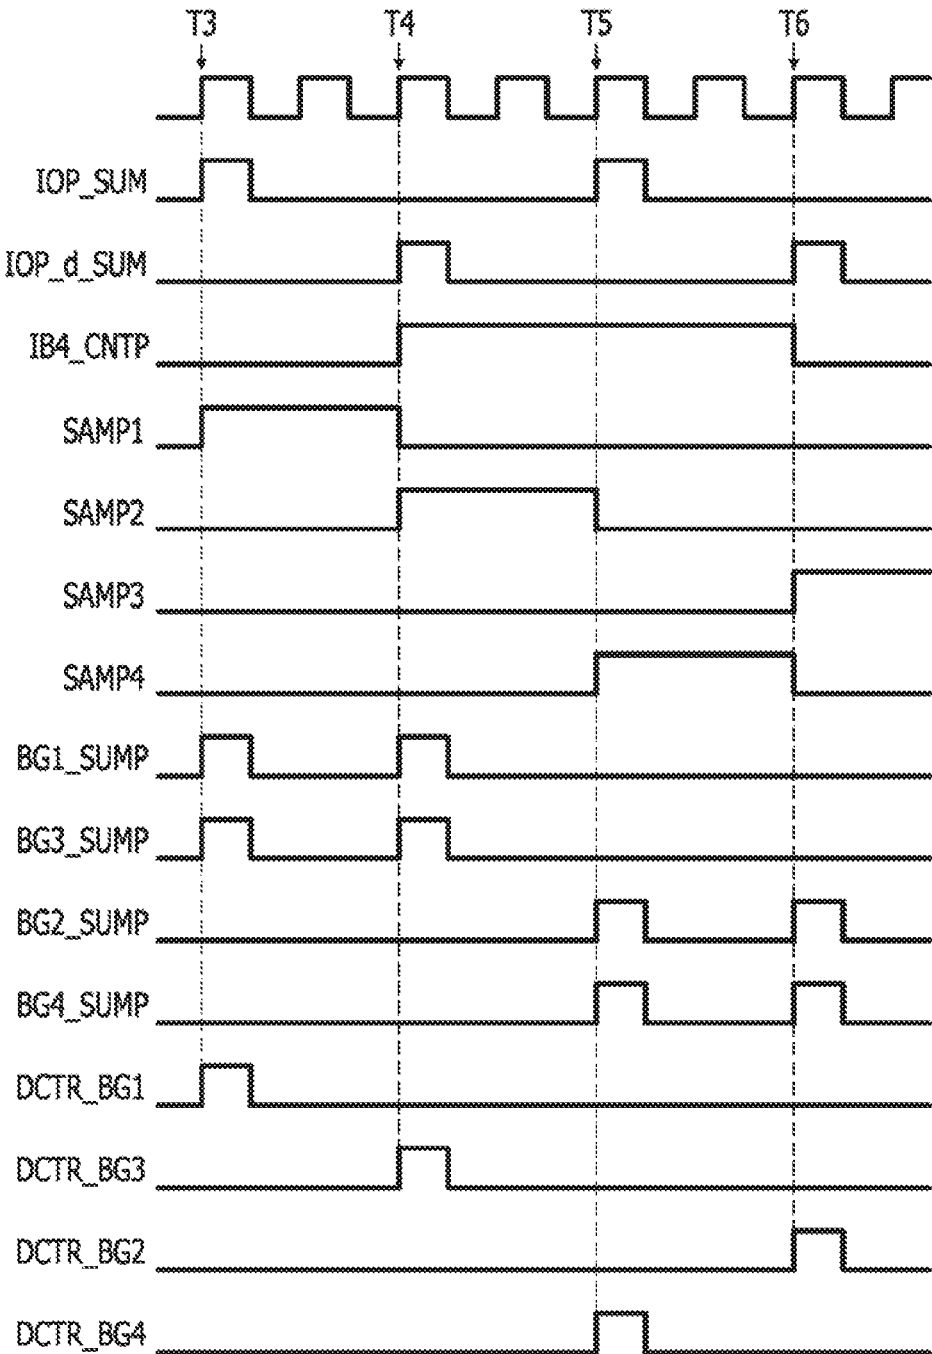 T3 T4 T5 T6
IOP_SUM
IOP_d_SUM
IB4_CNTP
SAMP1
SAMP2
SAMP3
SAMP4
BG1_SUMP
BG3_SUMP
BG2_SUMP
BG4_SUMP
DCTR_BG1
DCTR_BG3
DCTR_BG2
DCTR_BG4